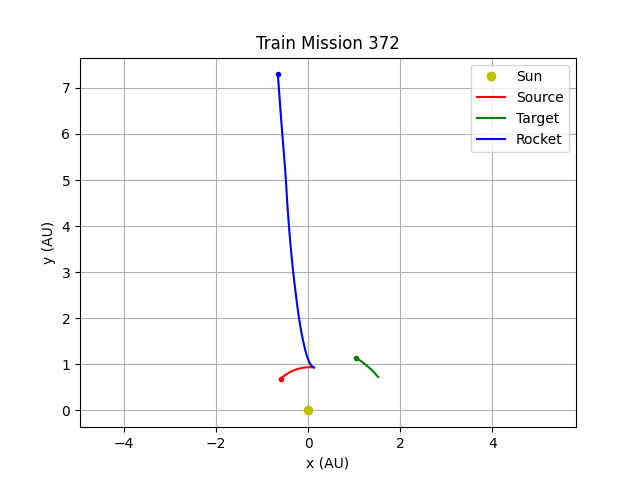 Train Mission 372
Sun
Source
Target
Rocket
7
6
5
4
3
2
1
0
y (AU)
−4
−2
0
2
4
x (AU)